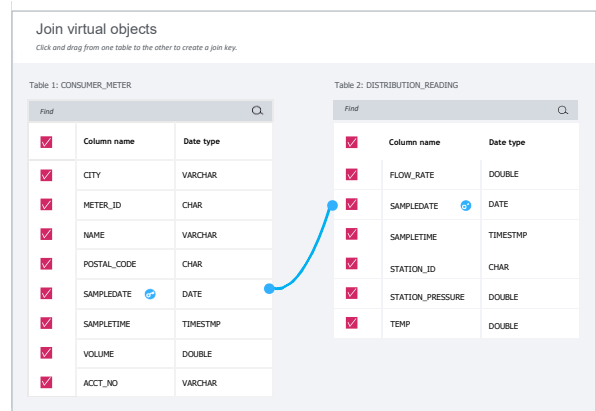 Join virtual objects
Click and drag from one table to the other to create a join key.
Table 1: CONSUMER_METER
Find
Column name Date type
CITY VARCHAR
METER_ID CHAR
NAME VARCHAR
POSTAL_CODE CHAR
SAMPLEDATE DATE
SAMPLETIME TIMESTMP
VOLUME DOUBLE
ACCT_NO VARCHAR
Table 2: DISTRIBUTION_READING
Find
Column name Date type
FLOW_RATE DOUBLE
SAMPLEDATE DATE
SAMPLETIME TIMESTMP
STATION_ID CHAR
STATION_PRESSURE DOUBLE
TEMP DOUBLE